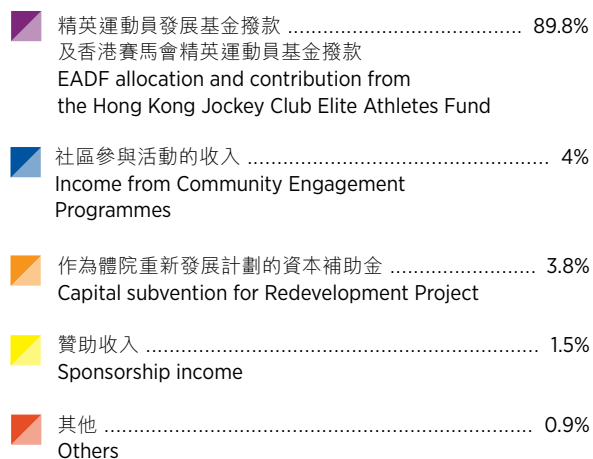 精英運動員發展基金撥款 ..................................... 89.8%
及香港賽馬會精英運動員基金撥款
EADF allocation and contribution from
the Hong Kong Jockey Club Elite Athletes Fund
社區參與活動的收入 ................................................ 4%
Income from Community Engagement
Programmes
作為體院重新發展計劃的資本補助金 ........................ 3.8%
Capital subvention for Redevelopment Project
贊助收入 ................................................................ 1.5%
Sponsorship income
其他 ...................................................................... 0.9%
Others